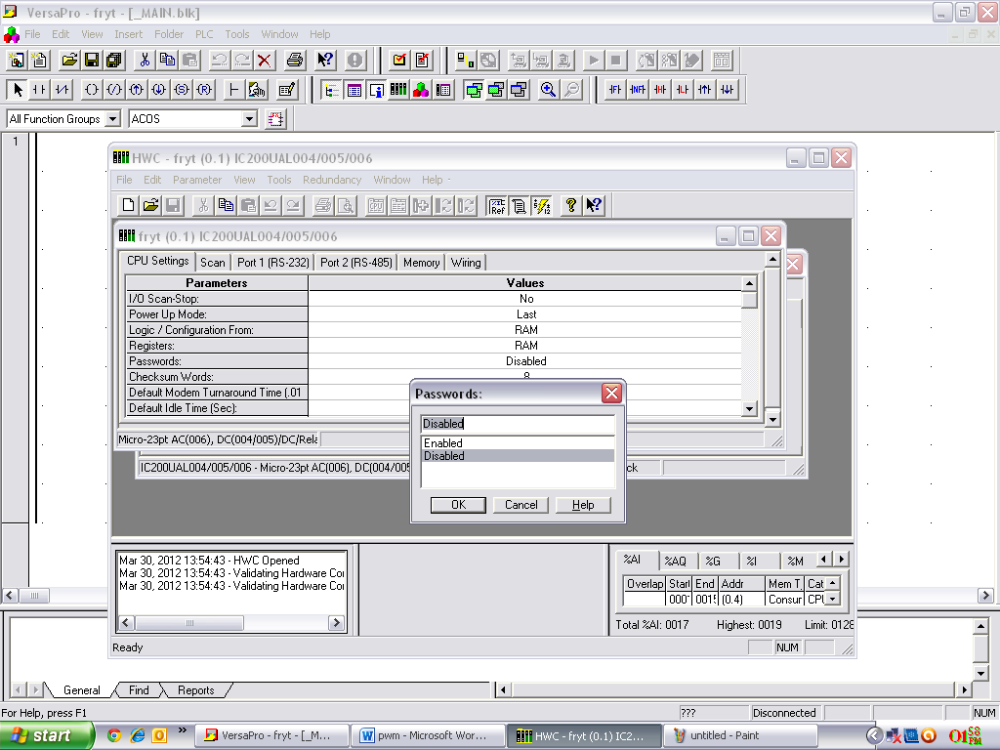 VersaPro - fryt - [_MAIN.blk]
File Edit View Insert Folder PLC Tools Window Help
All Function Groups ACOS
1
HWC - fryt (0.1) IC200UAL004/005/006
File Edit Parameter View Tools Redundancy Window Help
fryt (0.1) IC200UAL004/005/006
CPU Settings Scan Port 1 (RS-232) Port 2 (RS-485) Memory Wiring
Parameters Values
I/O Scan-Stop: No
Power Up Mode: Last
Logic / Configuration From: RAM
Registers: RAM
Passwords: Disabled
Checksum Words: 8
Default Modem Turnaround Time (.01
Default Idle Time (Sec):
Micro-23pt AC(006), DC(004/005)/DC/Rela
IC200UAL004/005/006 - Micro-23pt AC(006), DC(004/005 ck
Passwords:
Disabled
Enabled
Disabled
OK Cancel Help
Mar 30, 2012 13:54:43 - HWC Opened
Mar 30, 2012 13:54:43 - Validating Hardware Co
Mar 30, 2012 13:54:43 - Validating Hardware Co
%AI %AQ %G %I %M
Overlap Start End Addr Mem T Cat
0001 0015 (0.4) Consur CPU
Total %AI: 0017 Highest: 0019 Limit: 0128
Ready NUM
General Find Reports
For Help, press F1 ??? Disconnected NUM
start VersaPro - fryt - [_M... pwm - Microsoft Wor... HWC - fryt (0.1) IC2... untitled - Paint